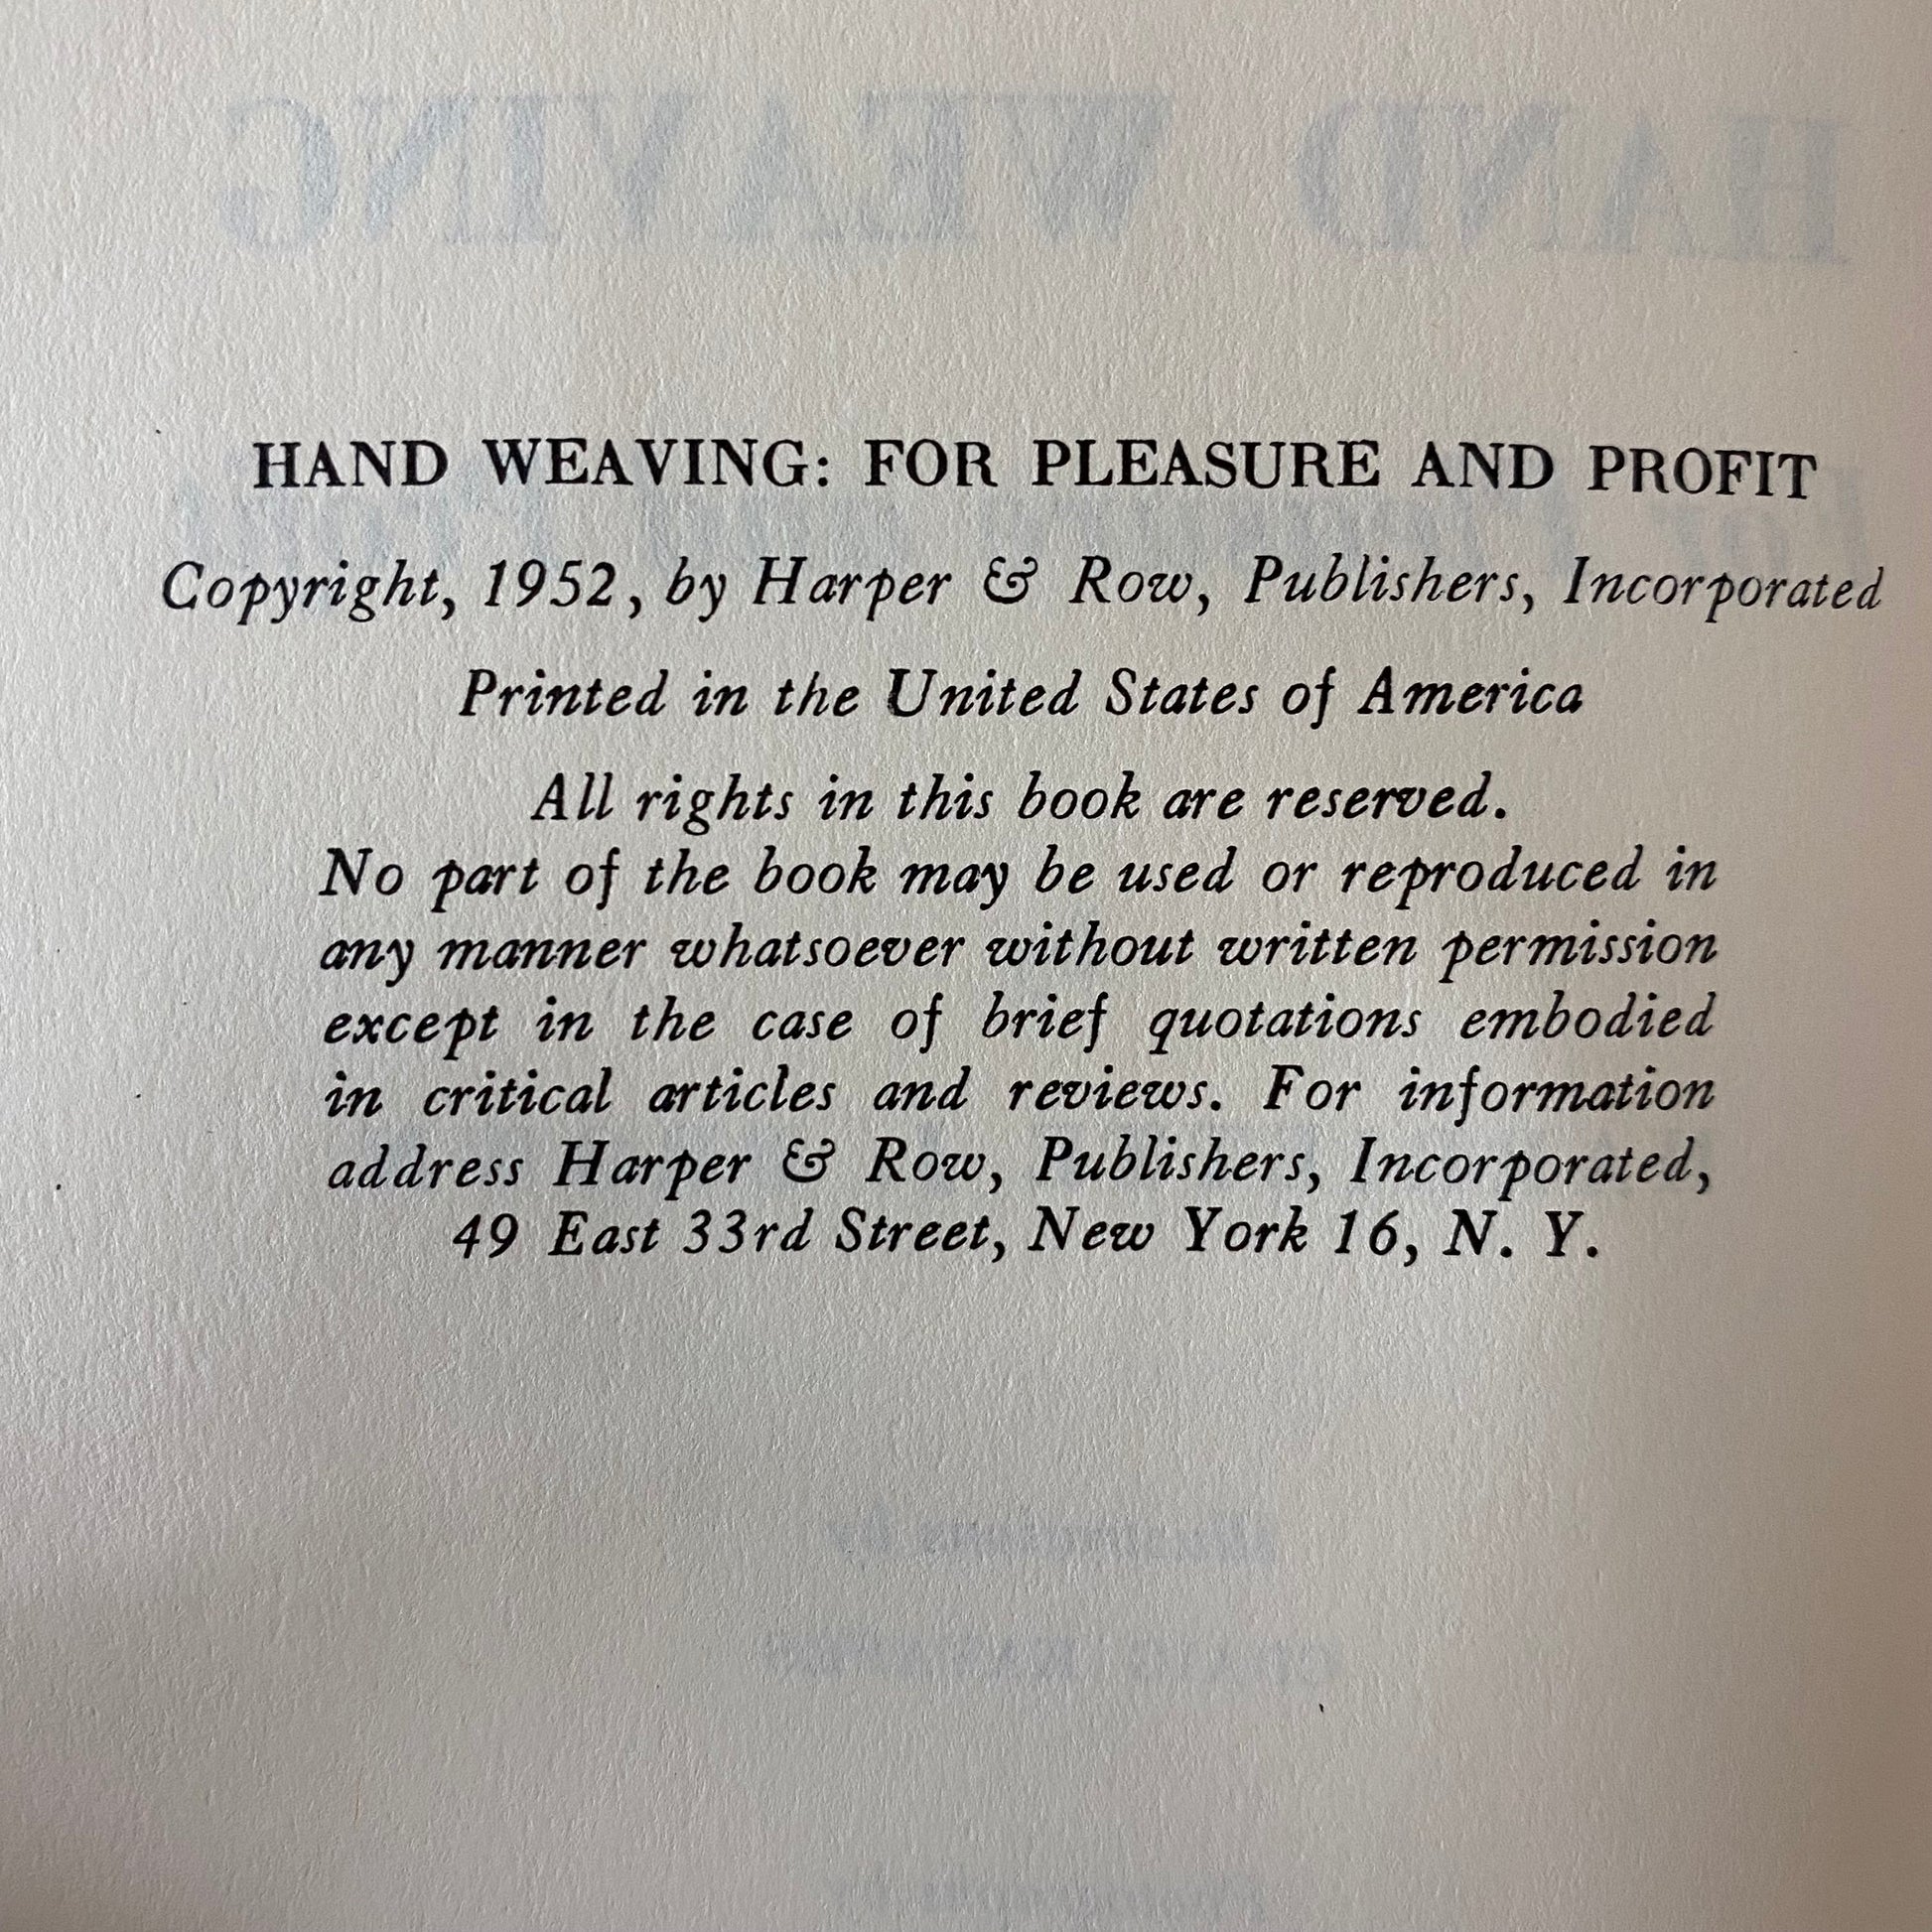 HAND WEAVING
HAND WEAVING: FOR PLEASURE AND PROFIT
Copyright, 1952, by Harper & Row, Publishers, Incorporated
Printed in the United States of America
All rights in this book are reserved.
No part of the book may be used or reproduced in
any manner whatsoever without written permission
except in the case of brief quotations embodied
in critical articles and reviews. For information
address Harper & Row, Publishers, Incorporated,
49 East 33rd Street, New York 16, N. Y.